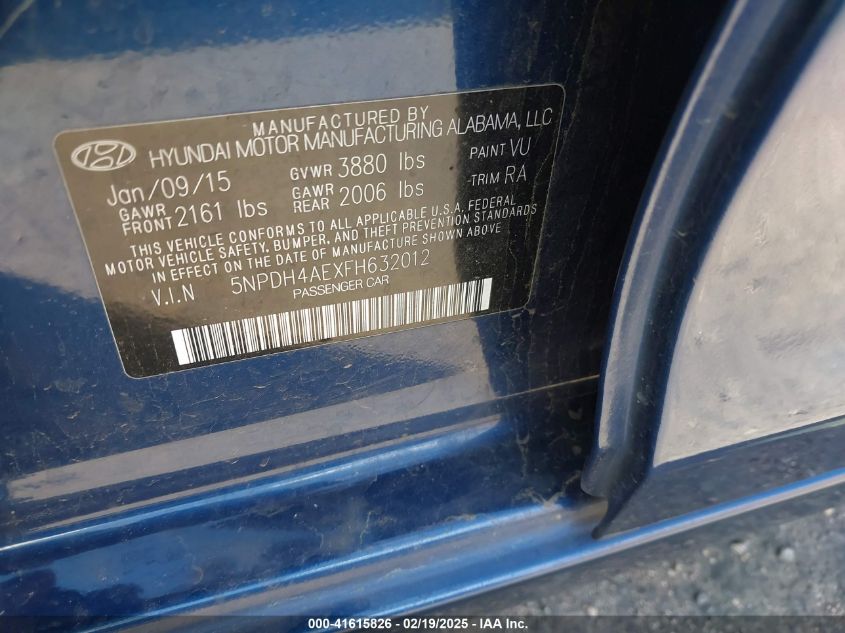 MANUFACTURED BY
HYUNDAI MOTOR MANUFACTURING ALABAMA, LLC
Jan/09/15 GVWR 3880 lbs PAINT VU
GAWR FRONT 2161 lbs GAWR REAR 2006 lbs -TRIM RA
THIS VEHICLE CONFORMS TO ALL APPLICABLE U.S.A. FEDERAL
MOTOR VEHICLE SAFETY, BUMPER, AND THEFT PREVENTION STANDARDS
IN EFFECT ON THE DATE OF MANUFACTURE SHOWN ABOVE
V.I.N 5NPDH4AEXFH632012
PASSENGER CAR
000-41615826 - 02/19/2025 - IAA Inc.